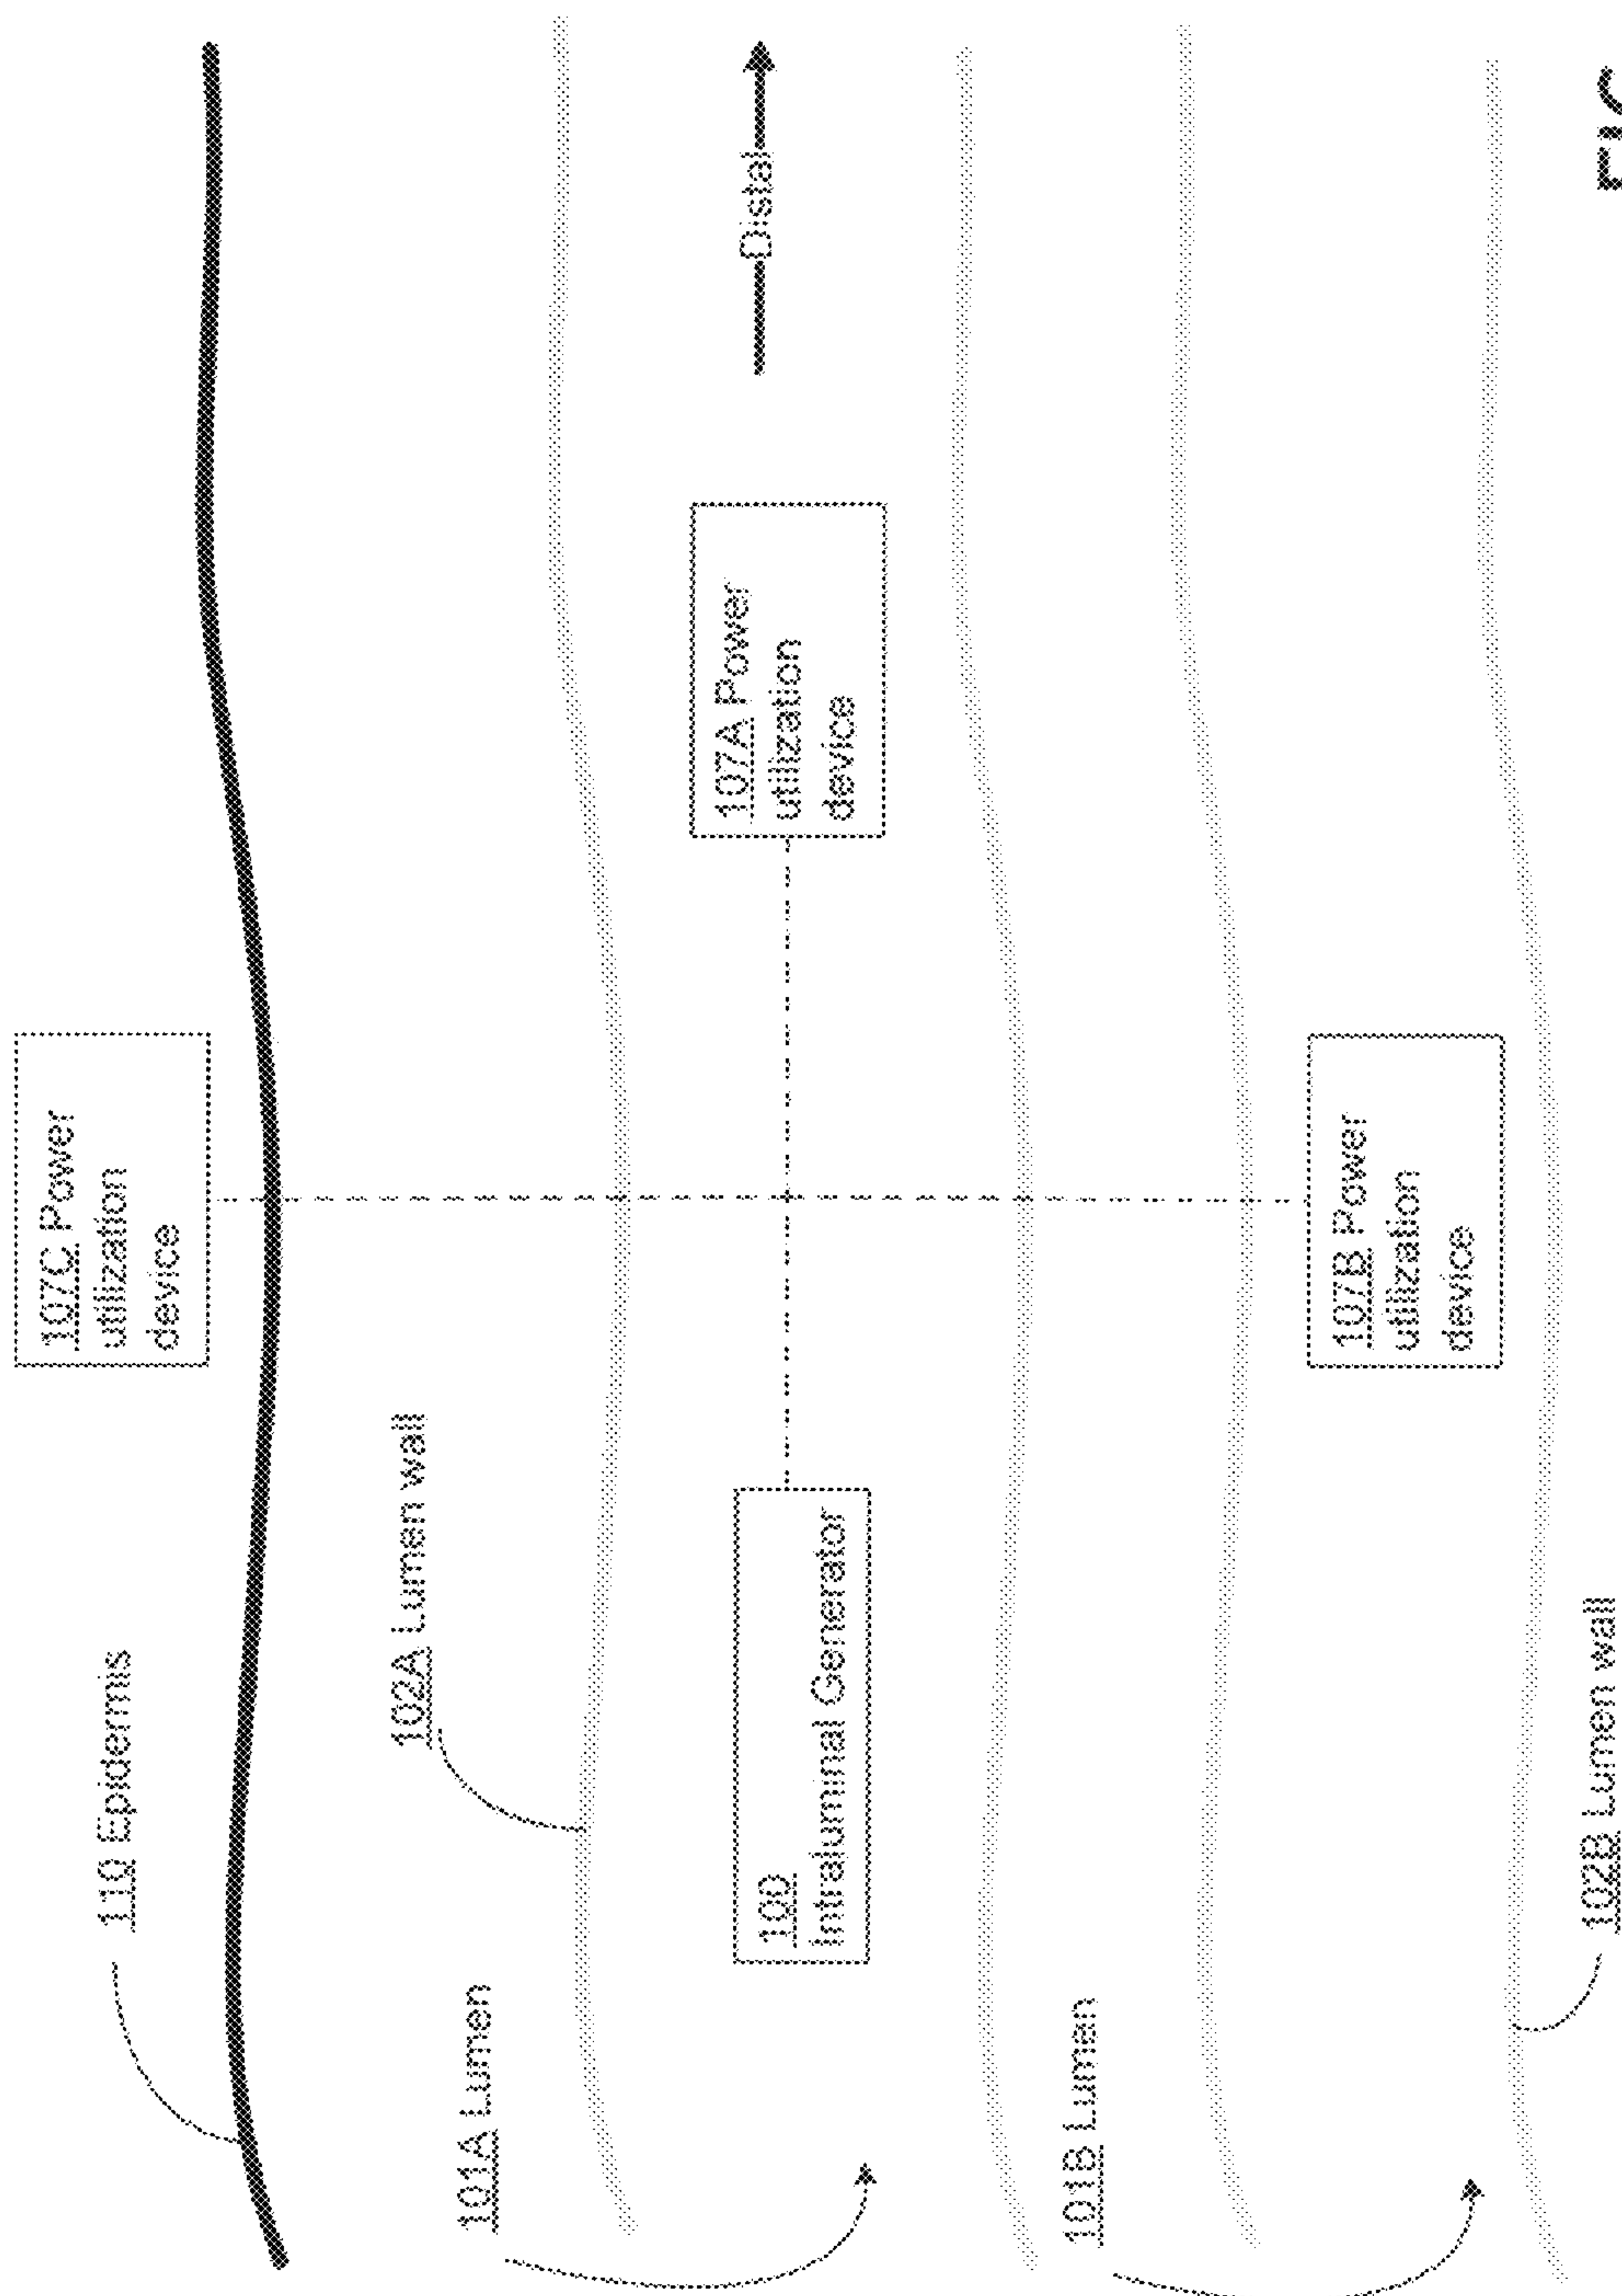 107C Power
utilization
device
110 Epidermis
102A Lumen wall
101A Lumen
Distal
107A Power
utilization
device
100
Intraluminal Generator
101B Lumen
107B Power
utilization
device
102B Lumen wall